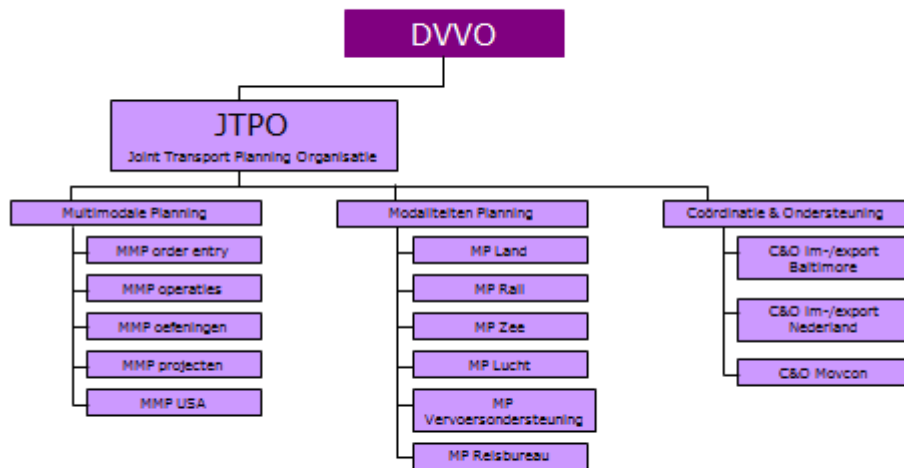 DVVO
JTPO
Joint Transport Planning Organisatie
Multimodale Planning
MMP order entry
MMP operaties
MMP oefeningen
MMP projecten
MMP USA
Modaliteiten Planning
MP Land
MP Rail
MP Zee
MP Lucht
MP
Vervoersondersteuning
MP Reisbureau
Coördinatie & Ondersteuning
C&O im-/export
Baltimore
C&O im-/export
Nederland
C&O Movcon